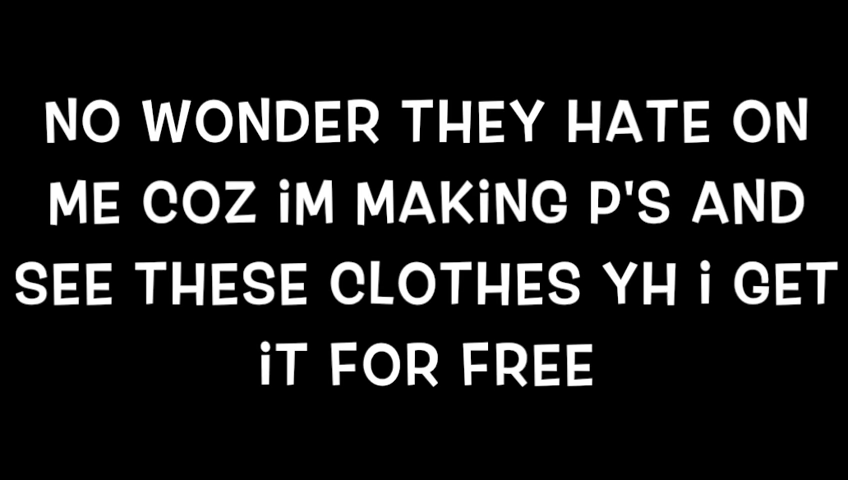 NO WONDER THEY HATE ON
ME COZ iM MAKiNG P'S AND
SEE THESE CLOTHES YH i GET
iT FOR FREE